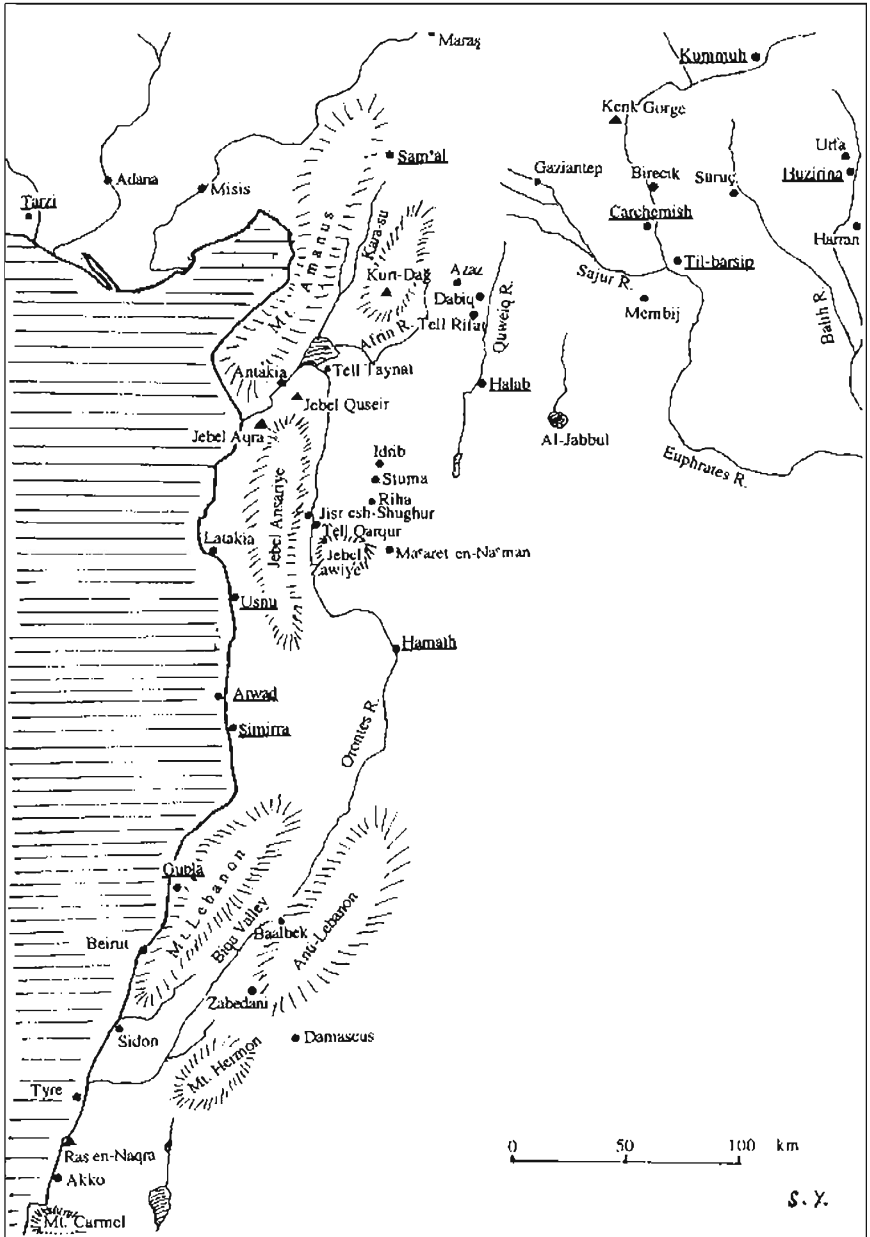 Maraş
Kummuh
Kenk Gorge
Sam'al
Urfa
Adana
Misis
Gaziantep
Birecik
Suruç
Huzirina
Tarzi
Carchemish
Harran
Mt. Amanus
Kara-su
Kurt-Dağ
Azaz
Til-barsip
Sajur R.
Dabiq
Membij
Tell Rifat
Quweiq R.
Balih R.
Afrin R.
Antakia
Tell Taynat
Halab
Jebel Quseir
Jebel Aqra
Al-Jabbul
Idrib
Euphrates R.
Stuma
Riha
Jebel Ansariye
Jisr esh-Shughur
Tell Qarqur
Latakia
Jebel
Zawiye
Ma'aret en-Na'man
Usnu
Hamath
Arwad
Orontes R.
Simirra
Gubla
Mt. Lebanon
Biqa Valley
Baalbek
Anti-Lebanon
Beirut
Zabedani
Sidon
Damascus
Mt. Hermon
Tyre
0 50 100 km
Ras en-Naqra
Akko
S. Y.
Mt. Carmel